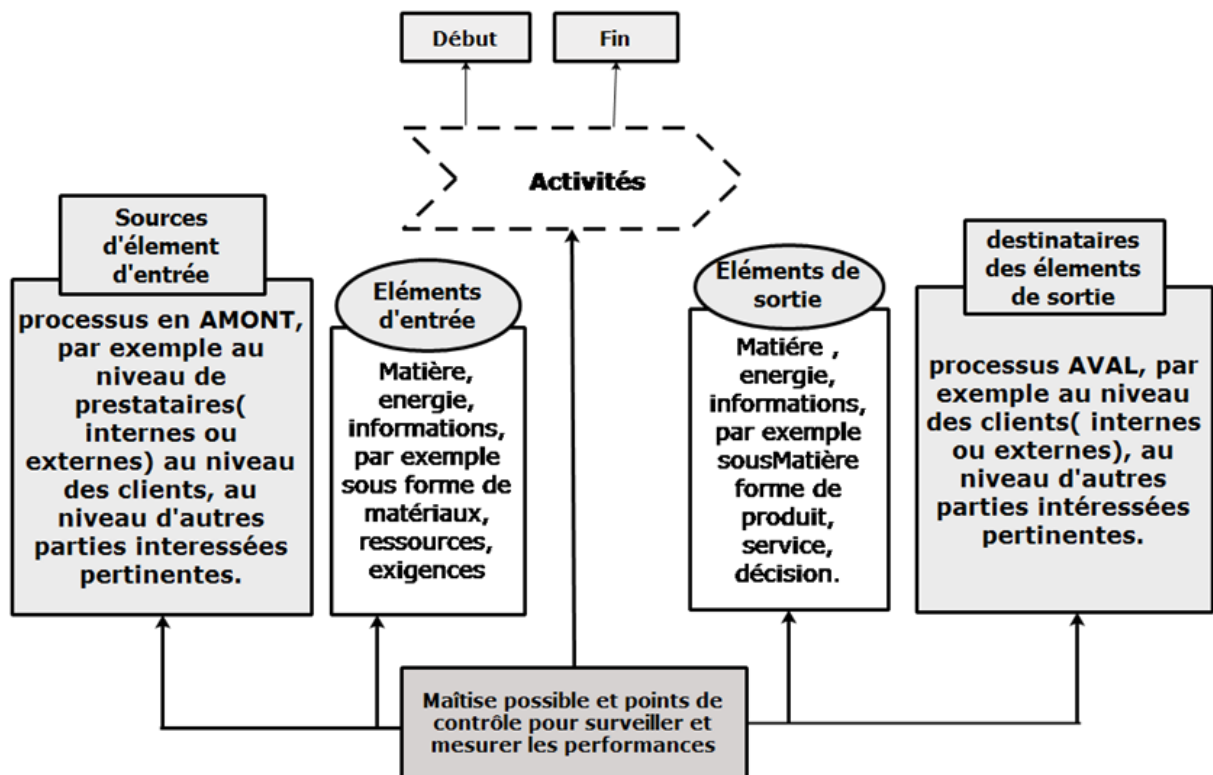 Début
Fin
Activités
Sources
d'élement
d'entrée
processus en AMONT,
par exemple au
niveau de
prestataires(
internes ou
externes) au niveau
des clients, au
niveau d'autres
parties interessées
pertinentes.
Eléments
d'entrée
Matière,
energie,
informations,
par exemple
sous forme de
matériaux,
ressources,
exigences
Eléments de
sortie
Matiére ,
energie,
informations,
par exemple
sousMatière
forme de
produit,
service,
décision.
destinataires
des élements
de sortie
processus AVAL, par
exemple au niveau
des clients( internes
ou externes), au
niveau d'autres
parties intéressées
pertinentes.
Maîtise possible et points de
contrôle pour surveiller et
mesurer les performances